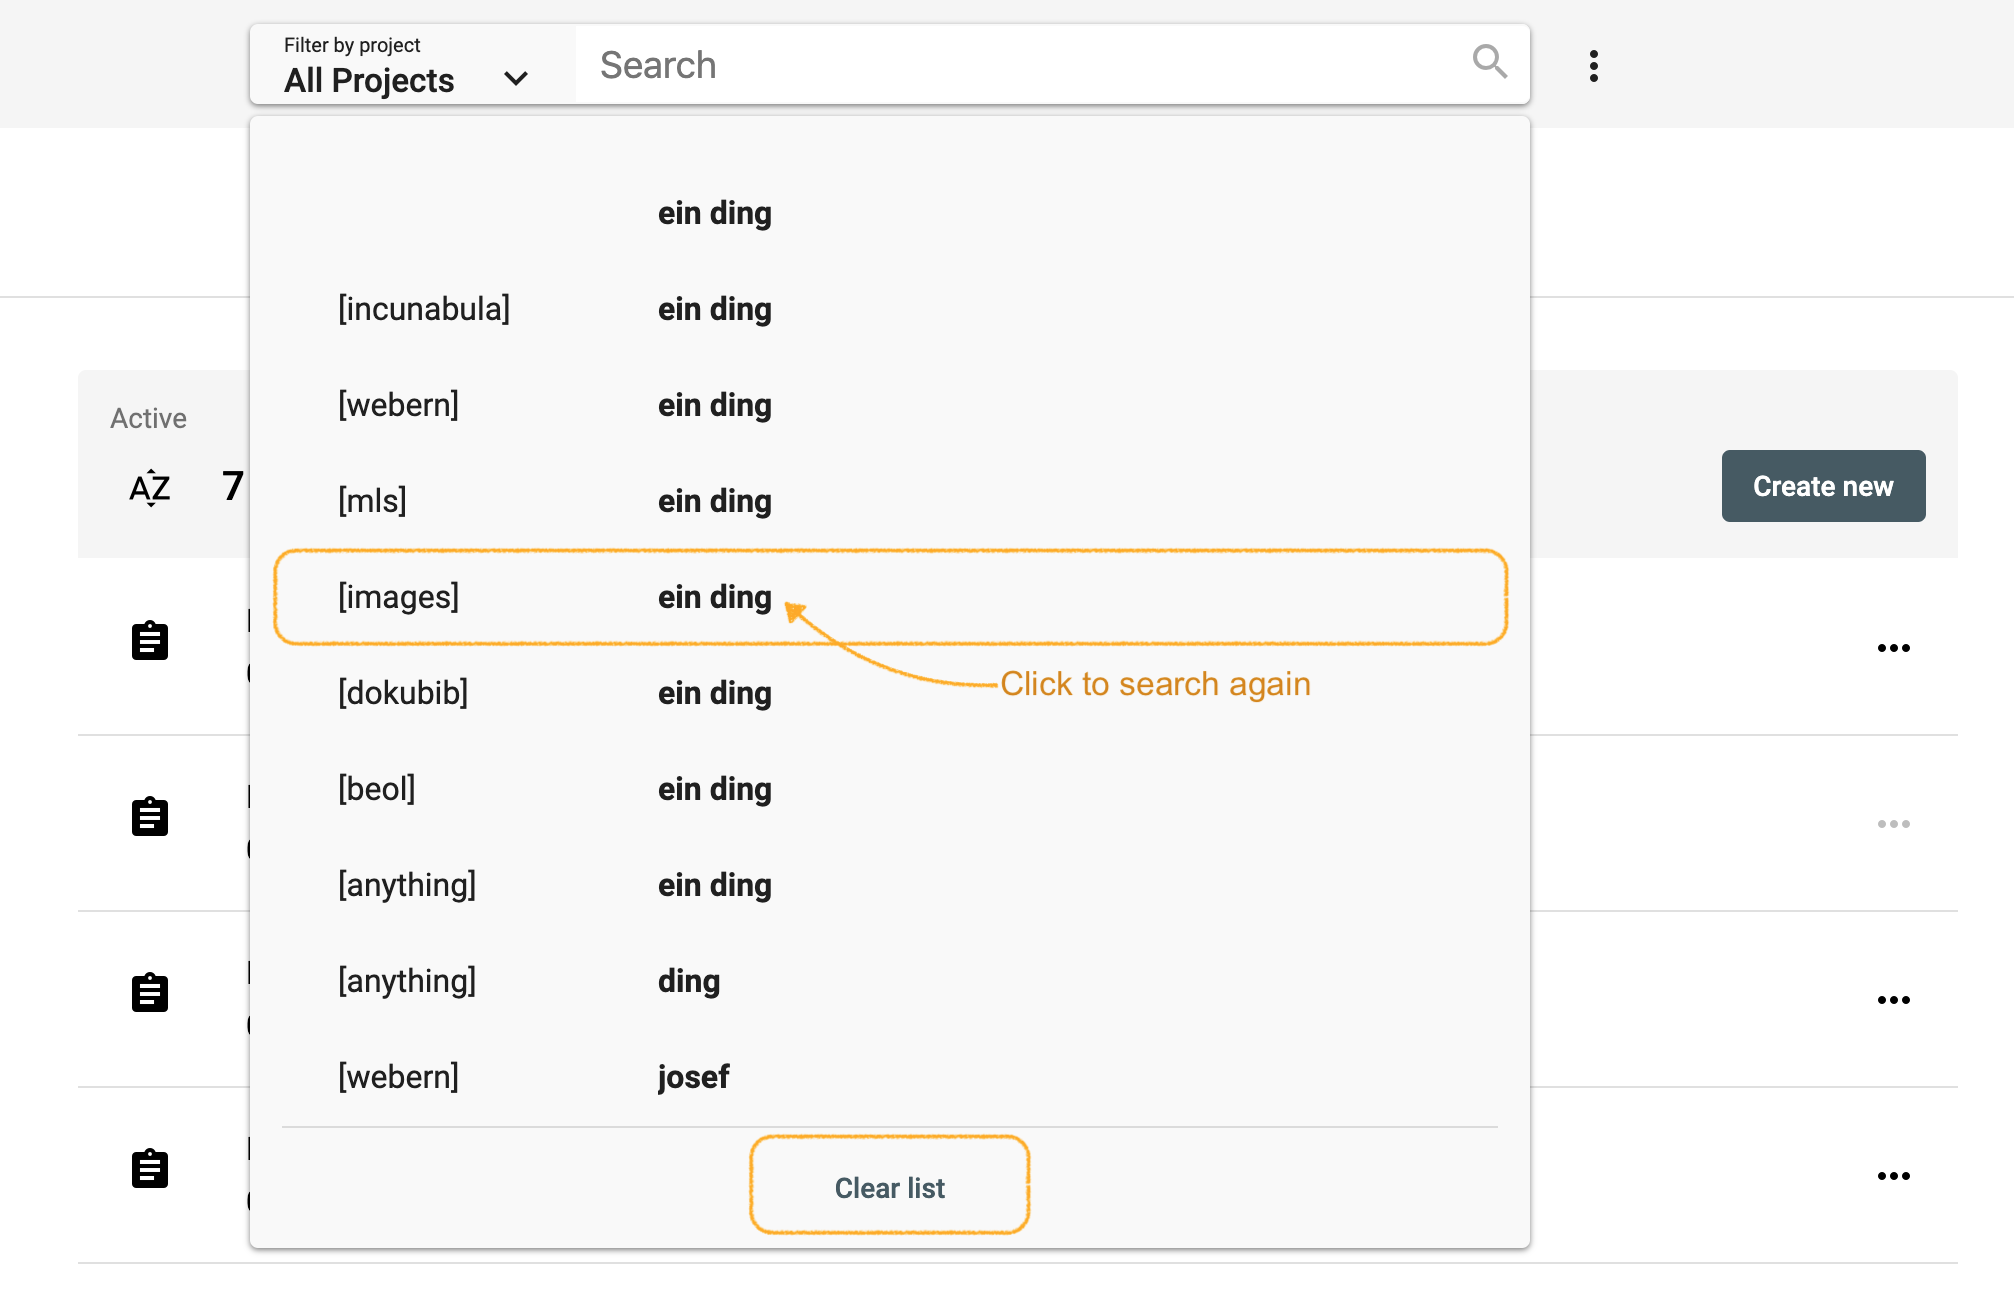 Filter by project
All Projects
Search
ein ding
[incunabula] ein ding
[webern] ein ding
[mls] ein ding
[images] ein ding
Click to search again
[dokubib] ein ding
[beol] ein ding
[anything] ein ding
[anything] ding
[webern] josef
Clear list
Active
AZ 7
Create new